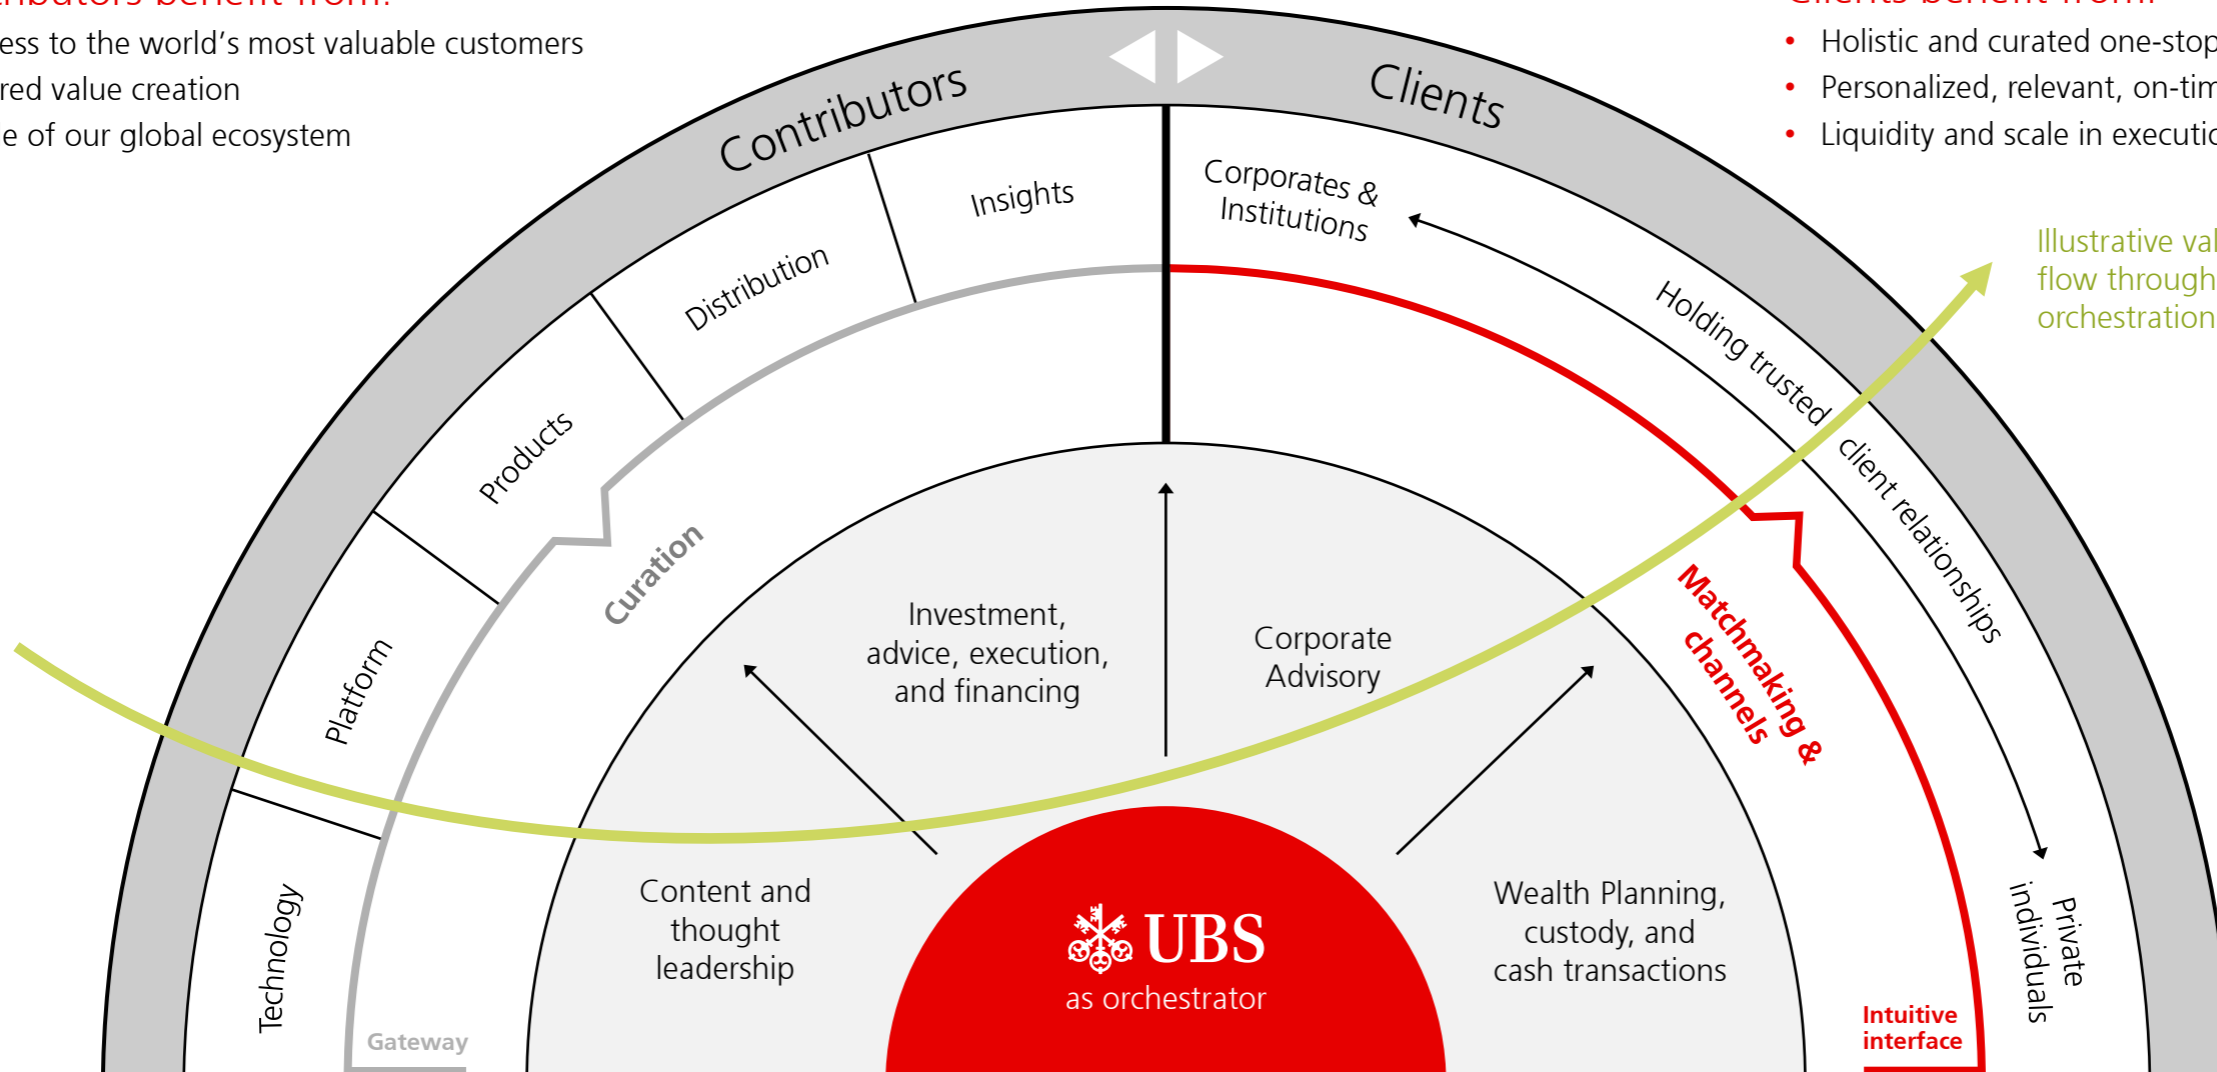 ess to the world's most valuable customers
red value creation
e of our global ecosystem
Clients benefit from:
• Holistic and curated one-stop
• Personalized, relevant, on-tim
• Liquidity and scale in executio
Contributors
Clients
Insights
Distribution
Products
Platform
Technology
Corporates &
Institutions
Holding trusted client relationships
Private
individuals
Illustrative val
flow through
orchestration
Curation
Matchmaking &
channels
Investment,
advice, execution,
and financing
Corporate
Advisory
Content and
thought
leadership
Wealth Planning,
custody, and
cash transactions
UBS
as orchestrator
Gateway
Intuitive
interface